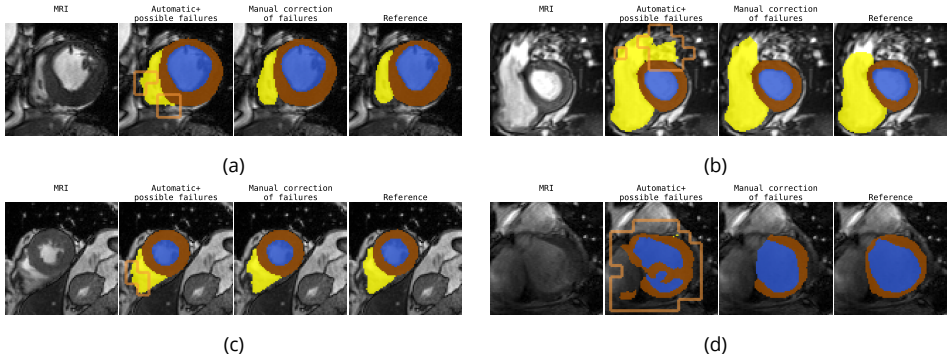 MRI
Automatic+
possible failures
Manual correction
of failures
Reference
MRI
Automatic+
possible failures
Manual correction
of failures
Reference
(a)
(b)
MRI
Automatic+
possible failures
Manual correction
of failures
Reference
MRI
Automatic+
possible failures
Manual correction
of failures
Reference
(c)
(d)